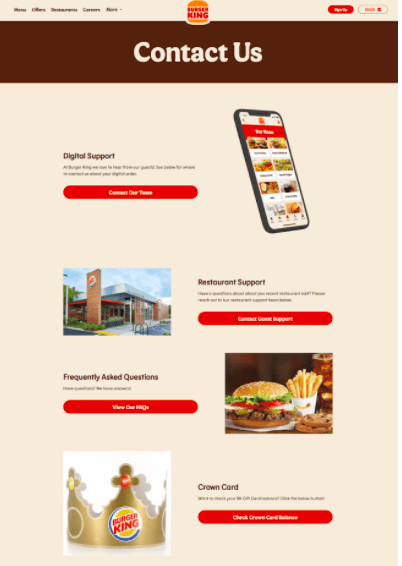 Menu Offers Restaurants Careers More
BURGER KING
Sign Up
Contact Us
Digital Support
At Burger King we love to hear from our guests! See below for where
to contact us about your digital order.
Contact Our Team
Restaurant Support
Have a question about about you recent restaurant visit? Please
reach out to our restaurant support team below.
Contact Guest Support
Frequently Asked Questions
Have questions? We have answers!
View Our FAQs
BURGER
KING
Crown Card
Want to check your BK Gift Card balance? Click the below button!
Check Crown Card Balance